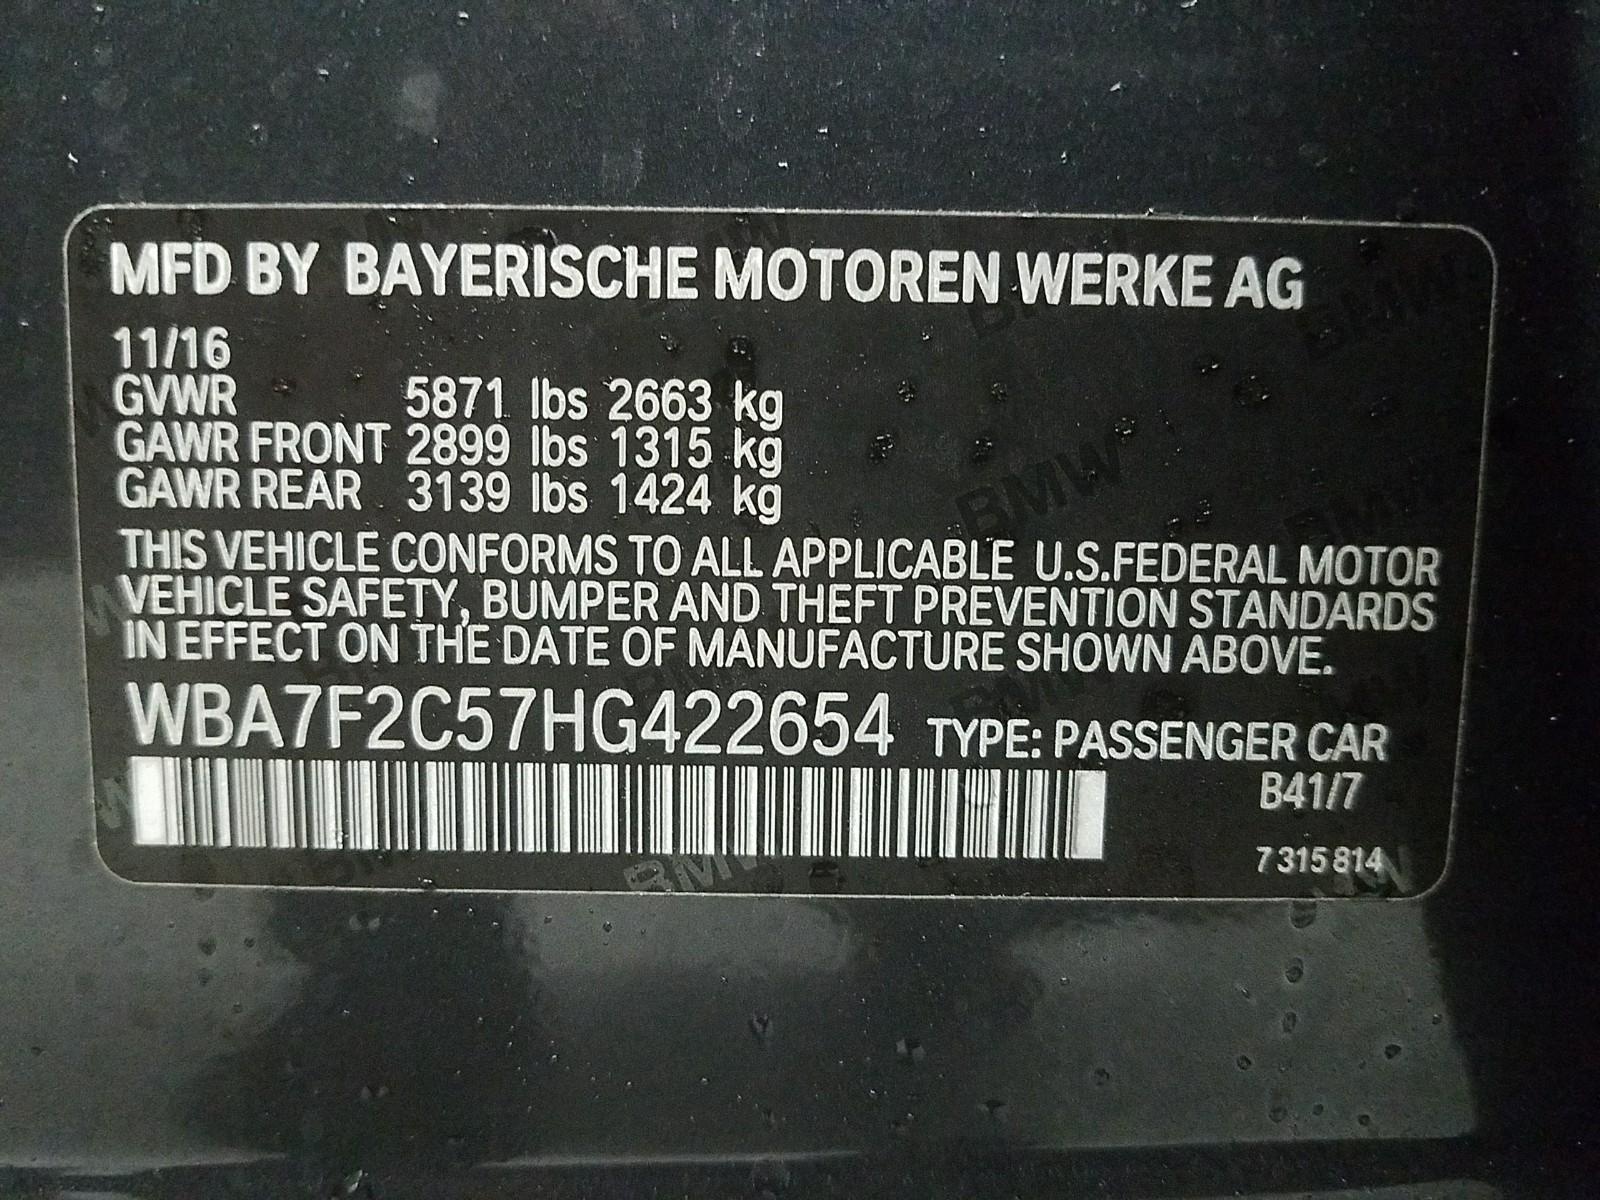 MFD BY BAYERISCHE MOTOREN WERKE AG
11/16
GVWR 5871 lbs 2663 kg
GAWR FRONT 2899 lbs 1315 kg
GAWR REAR 3139 lbs 1424 kg
THIS VEHICLE CONFORMS TO ALL APPLICABLE U.S.FEDERAL MOTOR
VEHICLE SAFETY, BUMPER AND THEFT PREVENTION STANDARDS
IN EFFECT ON THE DATE OF MANUFACTURE SHOWN ABOVE.
WBA7F2C57HG422654 TYPE: PASSENGER CAR
B41/7
7 315 814